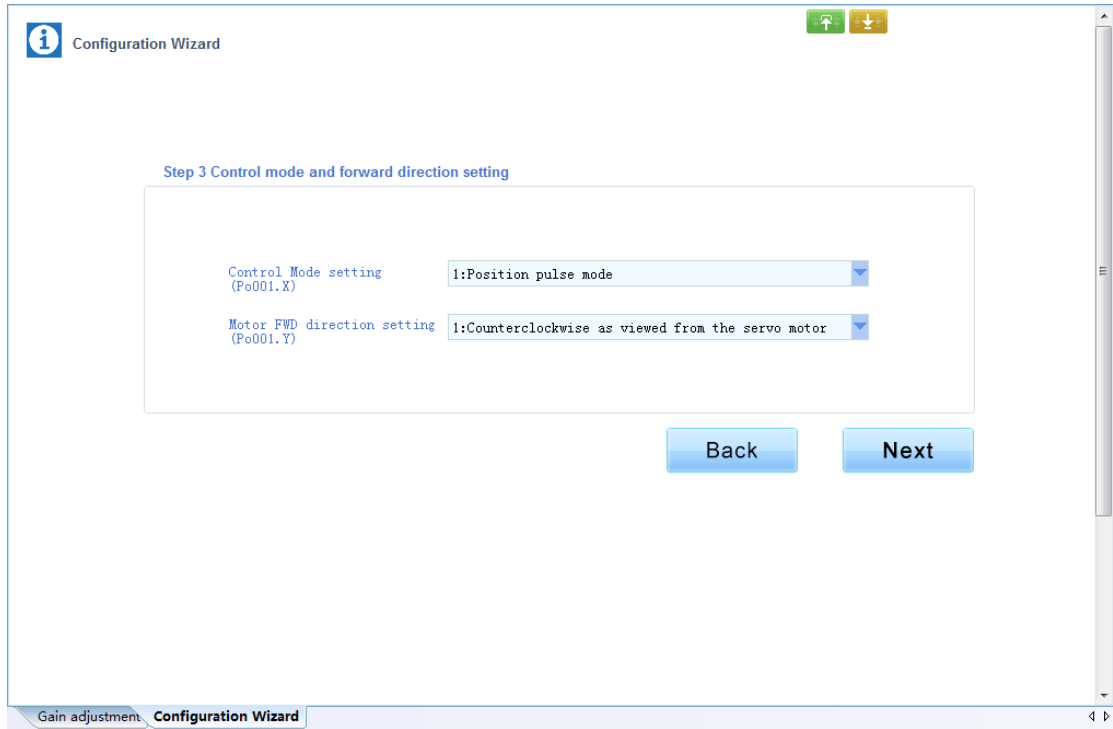 Configuration Wizard
Step 3 Control mode and forward direction setting
Control Mode setting
(Po001.X)
1:Position pulse mode
Motor FWD direction setting
(Po001.Y)
1:Counterclockwise as viewed from the servo motor
Back
Next
Gain adjustment
Configuration Wizard